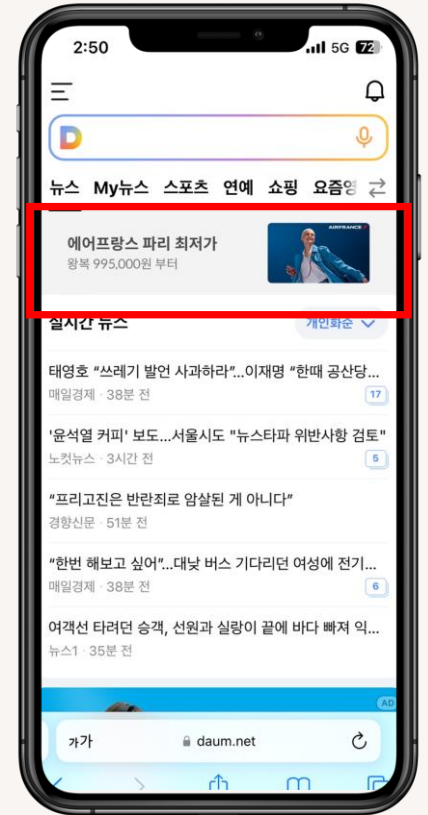 2:50 5G 72
D
뉴스 My뉴스 스포츠 연예 쇼핑 요즘
에어프랑스 파리 최저가
왕복 995,000원 부터
AIRFRANCE
실시간 뉴스 개인화순
태영호 “쓰레기 발언 사과하라”...이재명 “한때 공산당...
매일경제 · 38분 전 17
'윤석열 커피' 보도...서울시도 "뉴스타파 위반사항 검토"
노컷뉴스 · 3시간 전 5
“프리고진은 반란죄로 암살된 게 아니다”
경향신문 · 51분 전
“한번 해보고 싶어”...대낮 버스 기다리던 여성에 전기...
매일경제 · 38분 전 6
여객선 타려던 승객, 선원과 실랑이 끝에 바다 빠져 익...
뉴스1 · 35분 전
AD
가가 daum.net